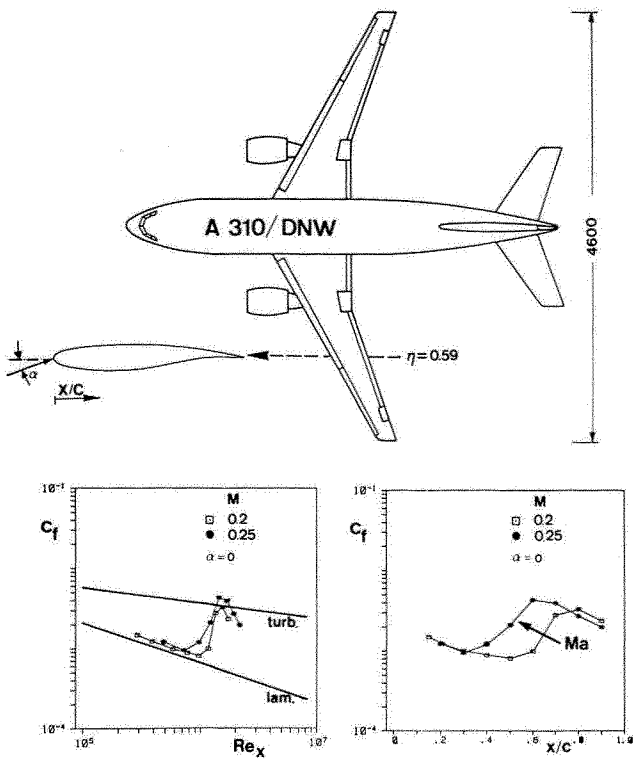 A 310/DNW
4600
η=0.59
α
X/C
10⁻¹
Cf
M
0.2
0.25
α=0
turb.
lam.
10⁻⁴
10⁵
Reₓ
10⁷
10⁻¹
Cf
M
0.2
0.25
α=0
Ma
10⁻⁴
0 .2 .4 .6 .8 1.0
X/C